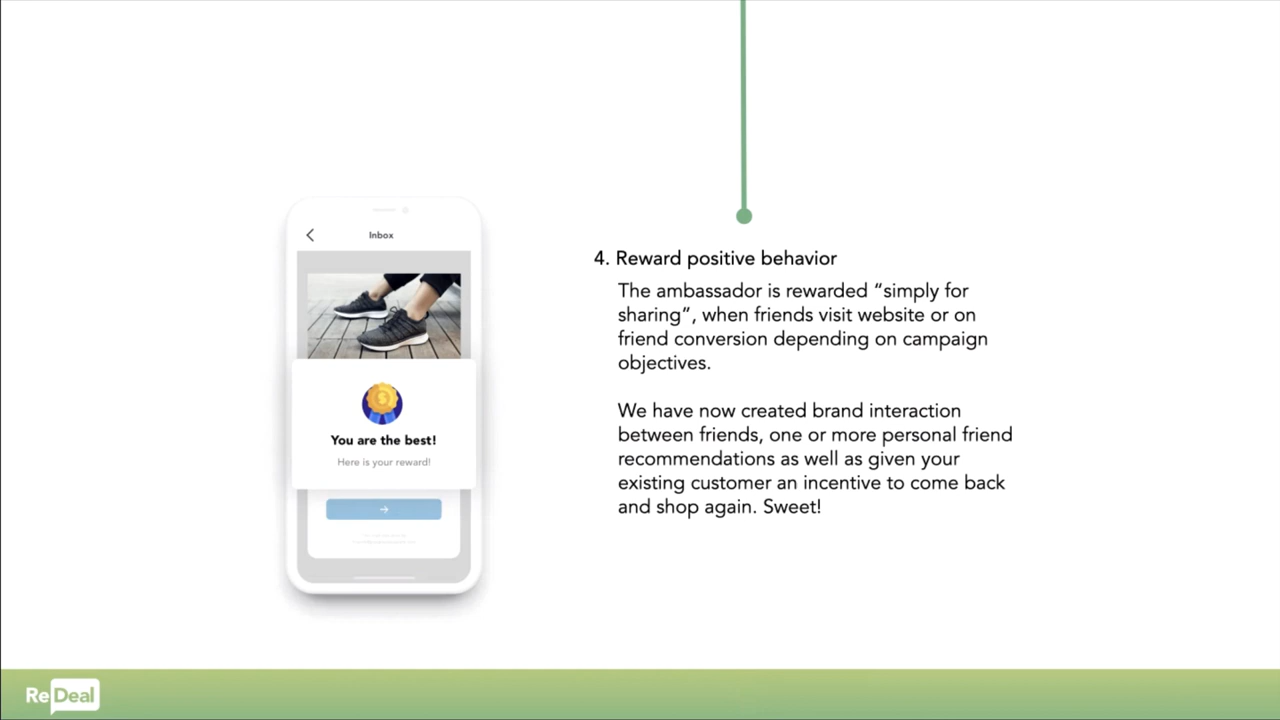 Inbox
You are the best!
Here is your reward!
4. Reward positive behavior
The ambassador is rewarded “simply for
sharing”, when friends visit website or on
friend conversion depending on campaign
objectives.
We have now created brand interaction
between friends, one or more personal friend
recommendations as well as given your
existing customer an incentive to come back
and shop again. Sweet!
ReDeal